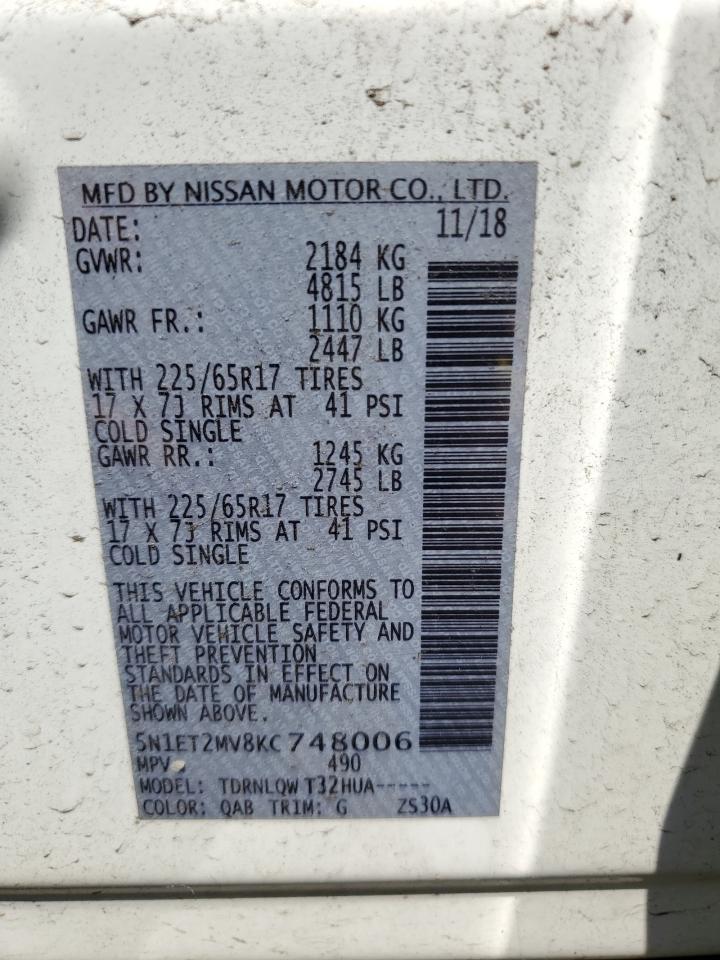 MFD BY NISSAN MOTOR CO., LTD.
DATE: 11/18
GVWR: 2184 KG
4815 LB
GAWR FR.: 1110 KG
2447 LB
WITH 225/65R17 TIRES
17 X 7J RIMS AT 41 PSI
COLD SINGLE
GAWR RR.: 1245 KG
2745 LB
WITH 225/65R17 TIRES
17 X 7J RIMS AT 41 PSI
COLD SINGLE
THIS VEHICLE CONFORMS TO
ALL APPLICABLE FEDERAL
MOTOR VEHICLE SAFETY AND
THEFT PREVENTION
STANDARDS IN EFFECT ON
THE DATE OF MANUFACTURE
SHOWN ABOVE.
5N1ET2MV8KC748006
MPV 490
MODEL: TDRNLQW T32HUA-----
COLOR: QAB TRIM: G ZS30A